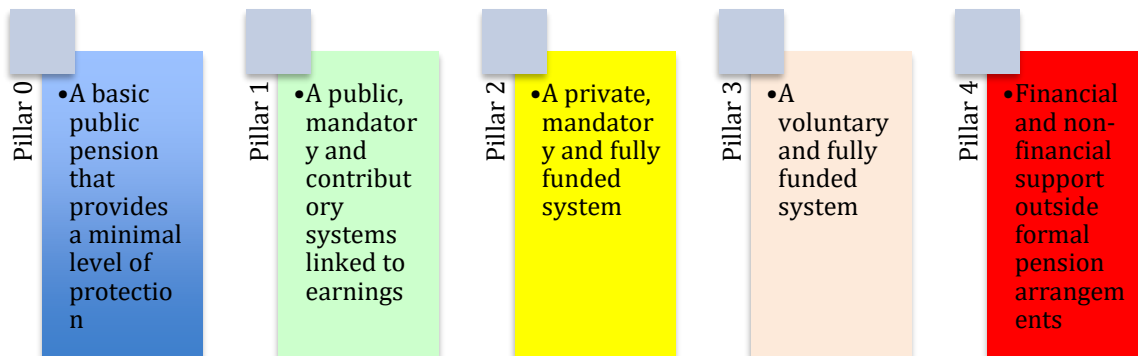 Pillar 0
•A basic
public
pension
that
provides
a minimal
level of
protectio
n
Pillar 1
•A public,
mandator
y and
contribut
ory
systems
linked to
earnings
Pillar 2
•A private,
mandator
y and fully
funded
system
Pillar 3
•A
voluntary
and fully
funded
system
Pillar 4
•Financial
and non-
financial
support
outside
formal
pension
arrangem
ents